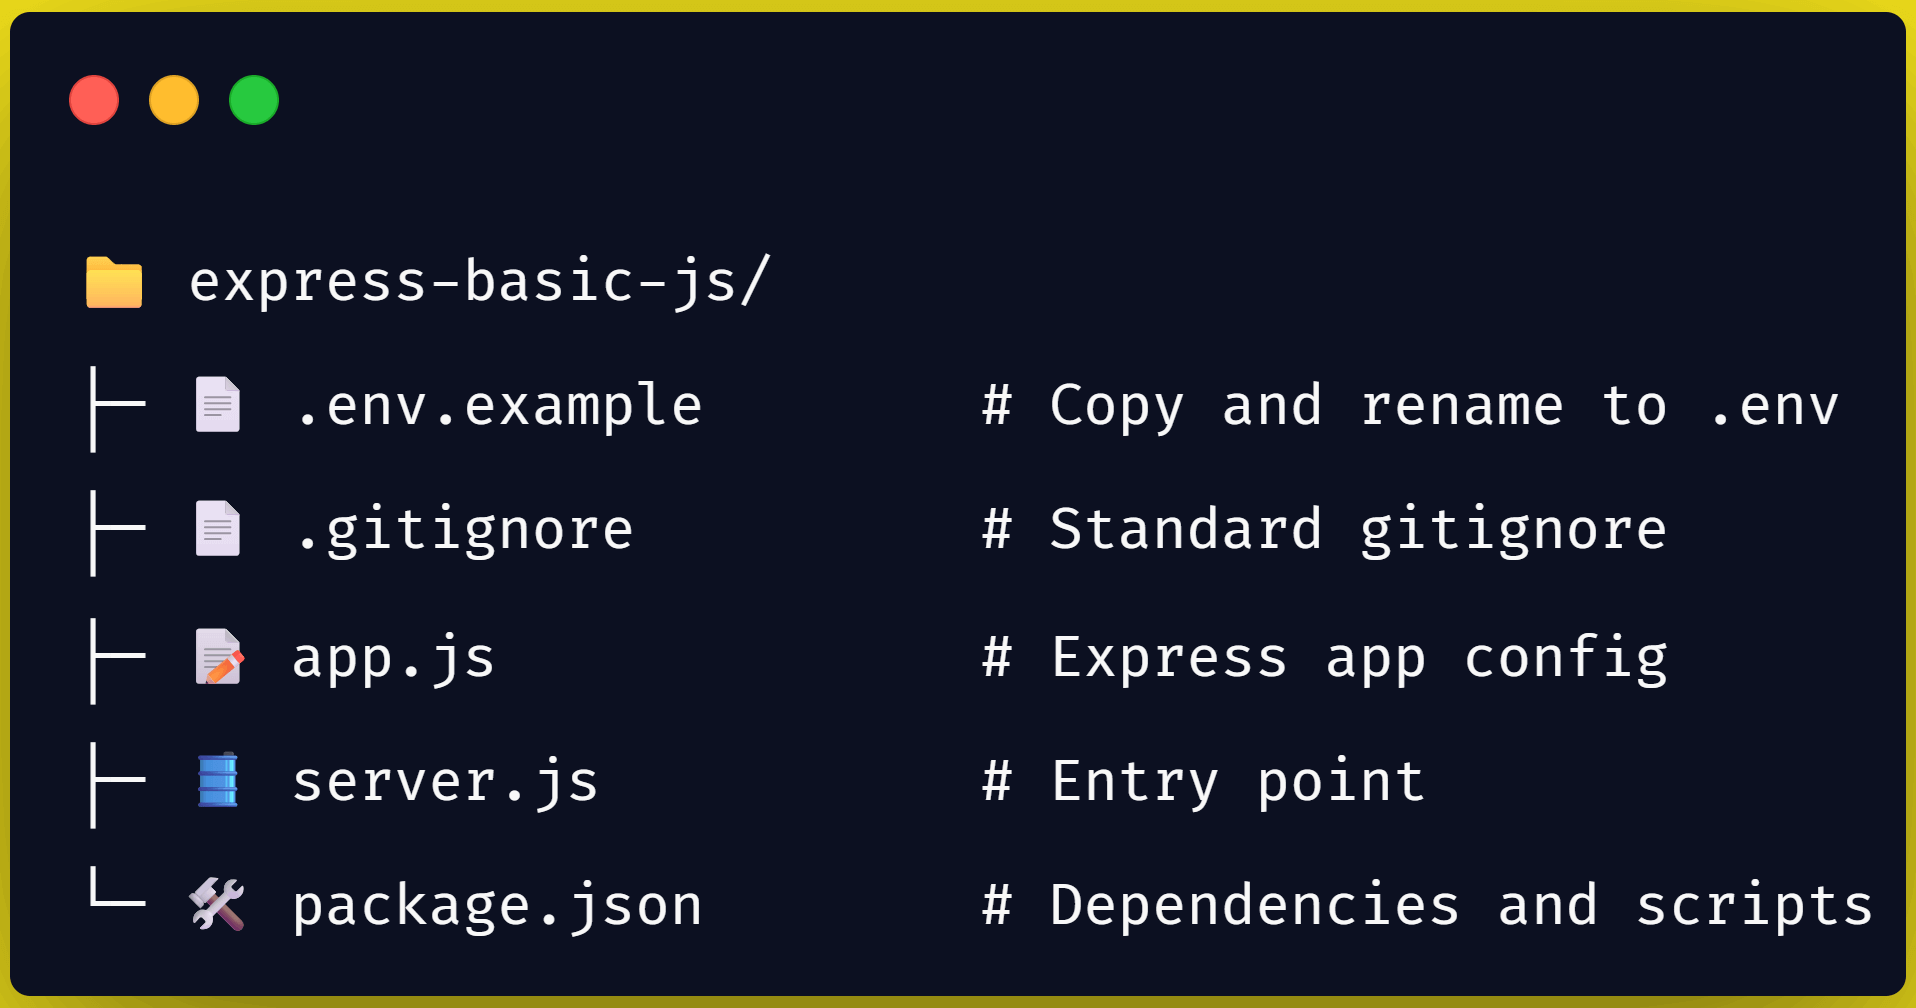 📁 express-basic-js/
├─ 📄 .env.example # Copy and rename to .env
├─ 📄 .gitignore # Standard gitignore
├─ 📝 app.js # Express app config
├─ 🛢 server.js # Entry point
└─ 🛠 package.json # Dependencies and scripts